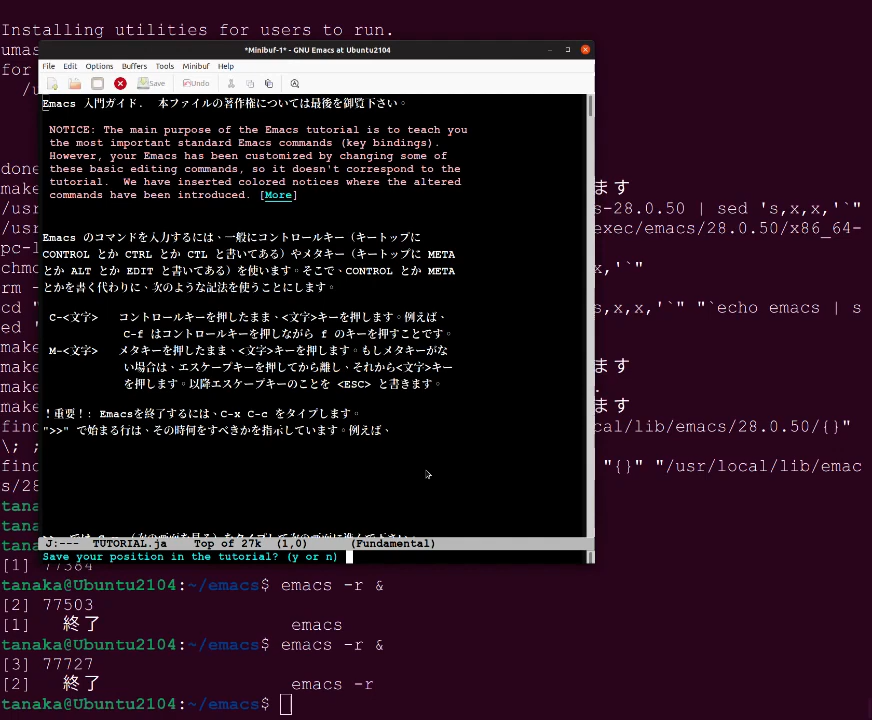 Installing utilities for users to run.
umas
for
/u
*Minibuf-1* - GNU Emacs at Ubuntu2104
File Edit Options Buffers Tools Minibuf Help
Save Undo
Emacs 入門ガイド. 本ファイルの著作権については最後を御覧下さい。
NOTICE: The main purpose of the Emacs tutorial is to teach you
the most important standard Emacs commands (key bindings).
However, your Emacs has been customized by changing some of
these basic editing commands, so it doesn't correspond to the
tutorial. We have inserted colored notices where the altered
commands have been introduced. [More]
Emacs のコマンドを入力するには、一般にコントロールキー（キートップに
CONTROL とか CTRL とか CTL と書いてある）やメタキー（キートップに META
とか ALT とか EDIT と書いてある）を使います。そこで、CONTROL とか META
とかを書く代わりに、次のような記法を使うことにします。
C-<文字> コントロールキーを押したまま、<文字>キーを押します。例えば、
C-f はコントロールキーを押しながら f のキーを押すことです。
M-<文字> メタキーを押したまま、<文字>キーを押します。もしメタキーがな
い場合は、エスケープキーを押してから離し、それから<文字>キー
を押します。以降エスケープキーのことを <ESC> と書きます。
！重要！: Emacsを終了するには、C-x C-c をタイプします。
">>" で始まる行は、その時何をすべきかを指示しています。例えば、
J:--- TUTORIAL.ja Top of 27k (1,0) (Fundamental)
Save your position in the tutorial? (y or n)
done
make ます
/usr s-28.0.50 | sed 's,x,x,'`"
/usr exec/emacs/28.0.50/x86_64-
pc-l
chmo x,'`"
rm -
cd " s,x,x,'`" "`echo emacs | s
ed '
make
make ます
make .
make ます
find cal/lib/emacs/28.0.50/{}"
\; ;
find "{}" "/usr/local/lib/emac
s/28
tana
tana
tana
[1] 77384
tanaka@Ubuntu2104:~/emacs$ emacs -r &
[2] 77503
[1] 終了 emacs
tanaka@Ubuntu2104:~/emacs$ emacs -r &
[3] 77727
[2] 終了 emacs -r
tanaka@Ubuntu2104:~/emacs$